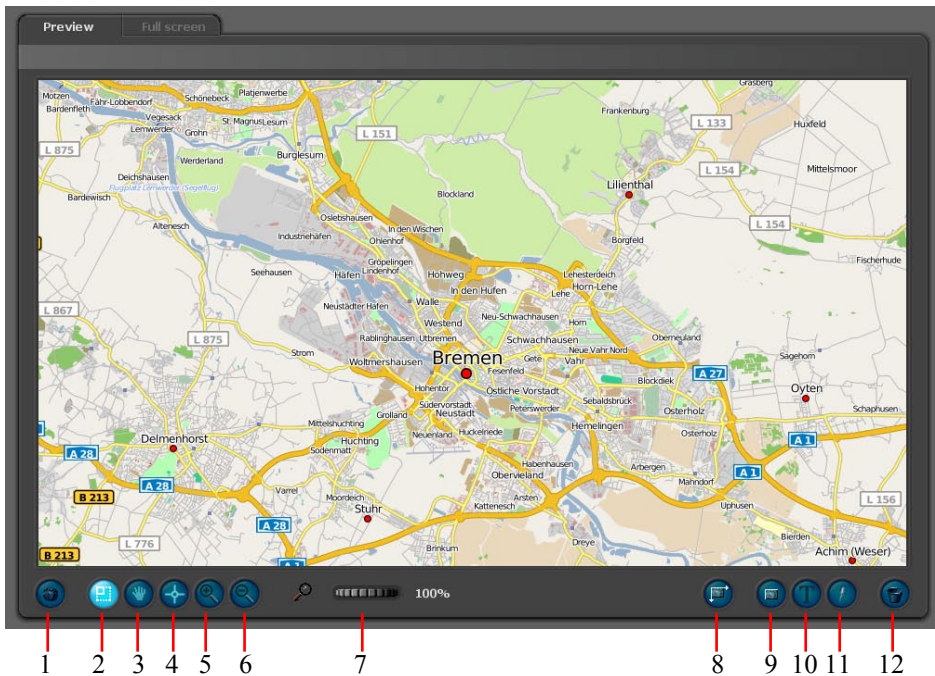 Preview
Full screen
Grasberg
Motzen
Bardenfleth
Fähr-Lobbendorf
Schönebeck
Platjenwerbe
Frankenburg
Vegesack
St. Magnus
Lesum
L 133
Huxfeld
Lemwerder
Grohn
L 151
L 875
Burglesum
Werderland
L 154
Mittelsmoor
Deichshausen
Lilienthal
Flugplatz Lemwerder (Segelflug)
Blockland
Bardewisch
Oslebshausen
Altenesch
In den Wischen
L 154
Industriehäfen
Ohlenhof
Borgfeld
Fischerhude
Gröpelingen
Seehausen
Häfen
Lindenhof
Hohweg
Lehesterdeich
In den Hufen
Horn-Lehe
Lehe
Walle
Neustädter Hafen
L 867
Neu-Schwachhausen
Westend
Horn
L 875
Rablinghausen
Utbremen
Schwachhausen
Oberneuland
Strom
Neue Vahr Nord
Woltmershausen
Bremen
Gete
Vahr
Sagehorn
Fesenfeld
A 27
Hohentor
Östliche Vorstadt
Blockdiek
Oyten
Südervorstadt
Sebaldsbrück
Neustadt
Peterswerder
Osterholz
Schaphusen
Grolland
Mittelshuchting
Hemelingen
Neuenland
Huckelriede
Osterholz
Delmenhorst
Huchting
A 1
Sodenmatt
A 28
Habenhausen
Arbergen
A 1
Obervieland
Mahndorf
A 28
Varrel
B 213
Moordeich
Arsten
L 156
Stuhr
Kattenesch
Uphusen
A 28
Bierden
L 776
Dreye
Brinkum
B 213
Achim (Weser)
A 1
100%
T
1 2 3 4 5 6 7 8 9 10 11 12